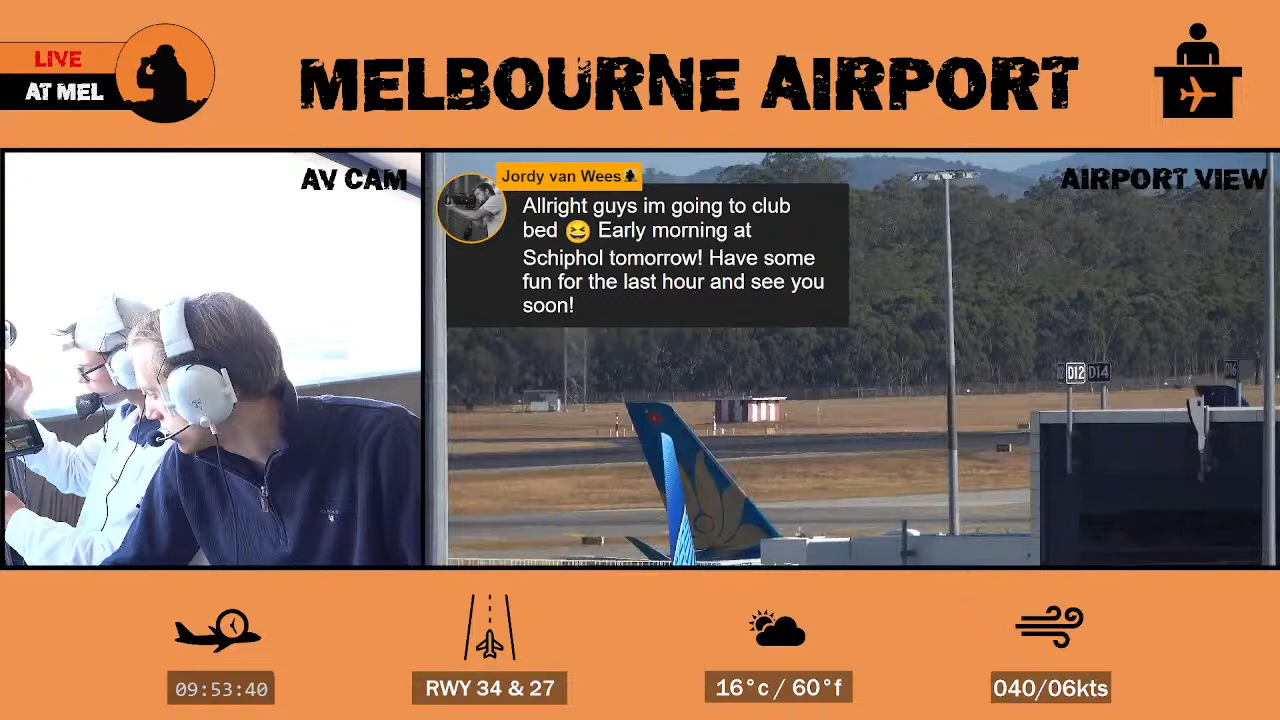 LIVE
AT MEL
MELBOURNE AIRPORT
AV CAM
AIRPORT VIEW
Jordy van Wees
Allright guys im going to club
bed 😆 Early morning at
Schiphol tomorrow! Have some
fun for the last hour and see you
soon!
D12
D14
D16
09:53:40
RWY 34 & 27
16°c / 60°f
040/06kts